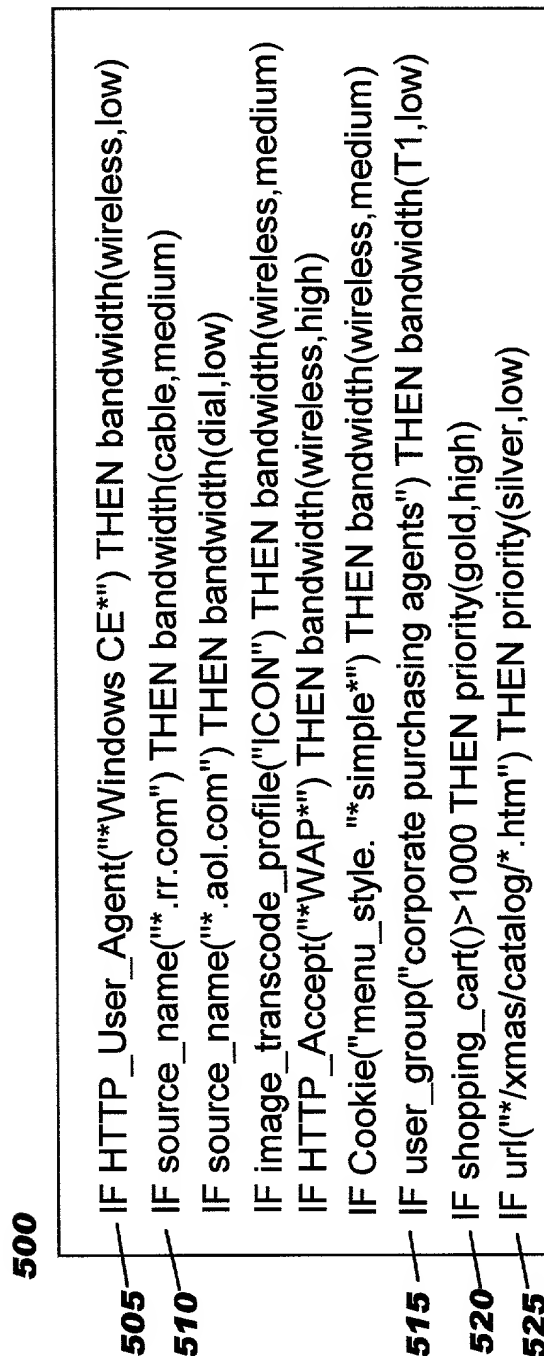 500
505 IF HTTP_User_Agent("*Windows CE*") THEN bandwidth(wireless,low)
510 IF source_name("*.rr.com") THEN bandwidth(cable,medium)
IF source_name("*.aol.com") THEN bandwidth(dial,low)
IF image_transcode_profile("ICON") THEN bandwidth(wireless,medium)
IF HTTP_Accept("*WAP*") THEN bandwidth(wireless,high)
IF Cookie("menu_style. "*simple*") THEN bandwidth(wireless,medium)
515 IF user_group("corporate purchasing agents") THEN bandwidth(T1,low)
520 IF shopping_cart()>1000 THEN priority(gold,high)
525 IF url("*/xmas/catalog/*.htm") THEN priority(silver,low)